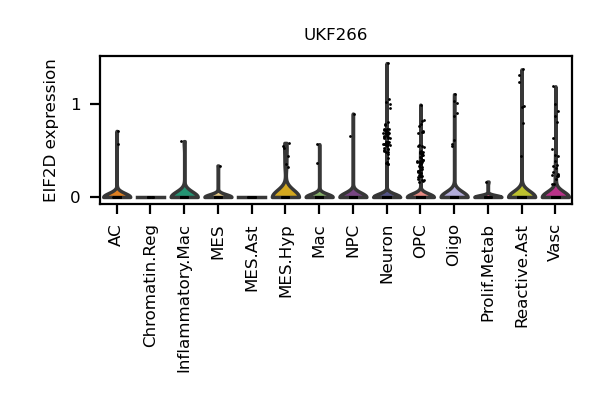 UKF266
EIF2D expression
1
0
AC
Chromatin.Reg
Inflammatory.Mac
MES
MES.Ast
MES.Hyp
Mac
NPC
Neuron
OPC
Oligo
Prolif.Metab
Reactive.Ast
Vasc